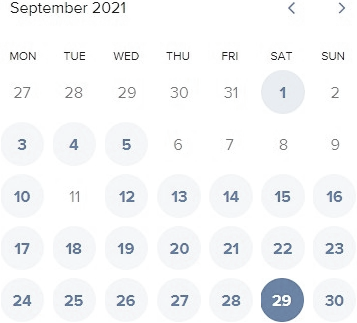 September 2021
MON TUE WED THU FRI SAT SUN
27 28 29 30 31 1 2
3 4 5 6 7 8 9
10 11 12 13 14 15 16
17 18 19 20 21 22 23
24 25 26 27 28 29 30